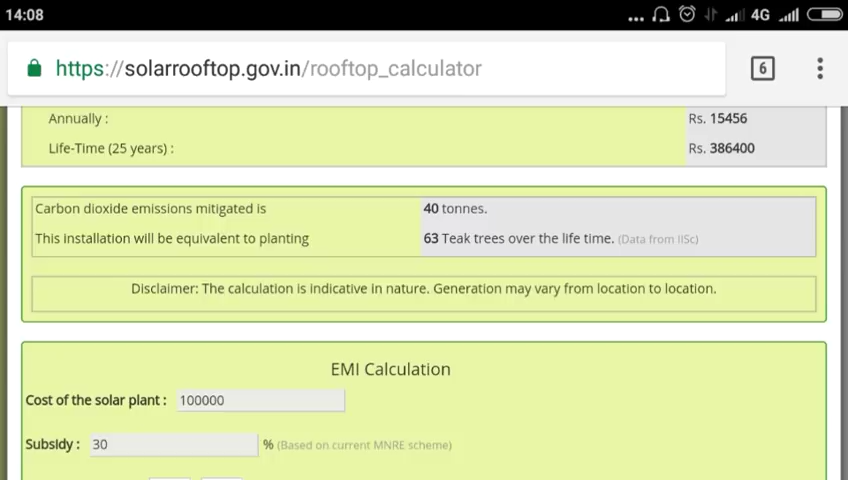 14:08 ... 4G
https://solarrooftop.gov.in/rooftop_calculator 6
Annually : Rs. 15456
Life-Time (25 years) : Rs. 386400
Carbon dioxide emissions mitigated is 40 tonnes.
This installation will be equivalent to planting 63 Teak trees over the life time. (Data from IISc)
Disclaimer: The calculation is indicative in nature. Generation may vary from location to location.
EMI Calculation
Cost of the solar plant : 100000
Subsidy : 30 % (Based on current MNRE scheme)